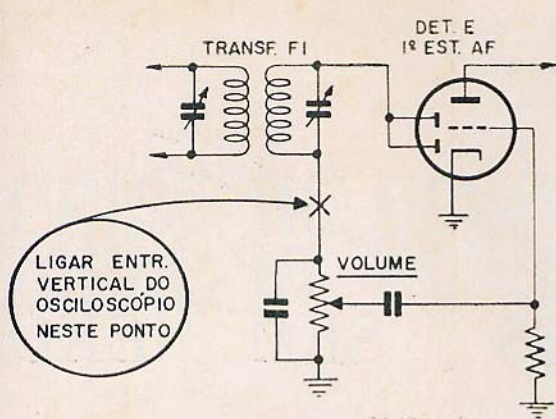 TRANSF. FI
DET. E
1º EST. AF
LIGAR ENTR.
VERTICAL DO
OSCILOSCÓPIO
NESTE PONTO
VOLUME